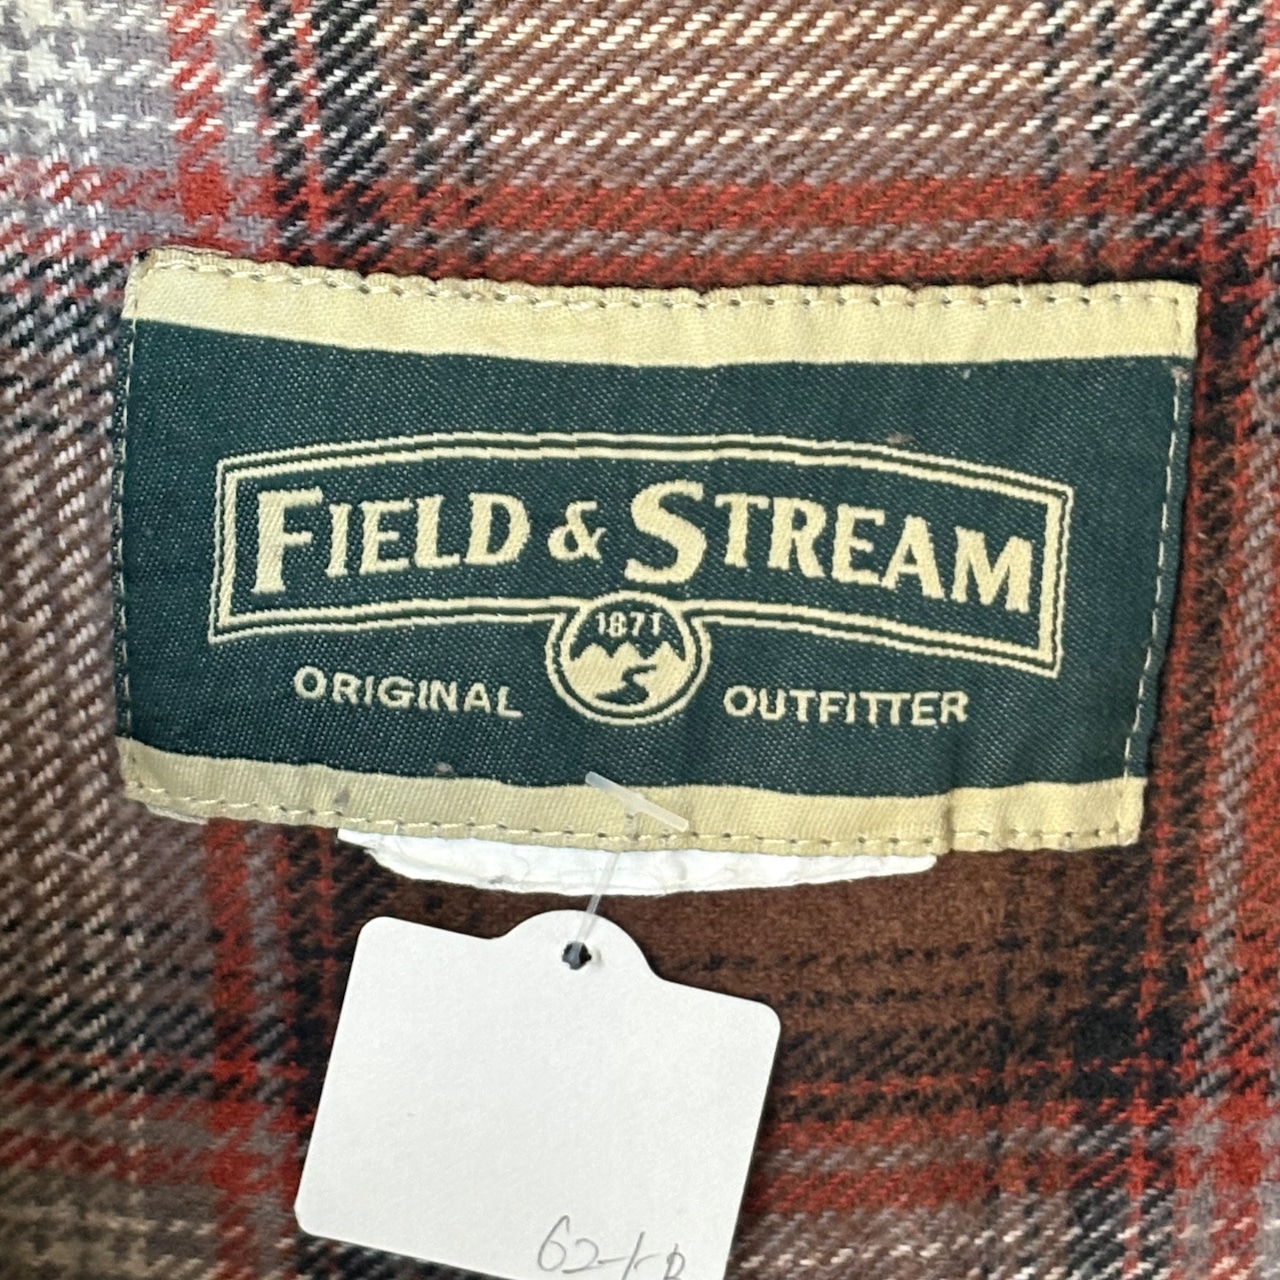 FIELD & STREAM
1871
ORIGINAL OUTFITTER